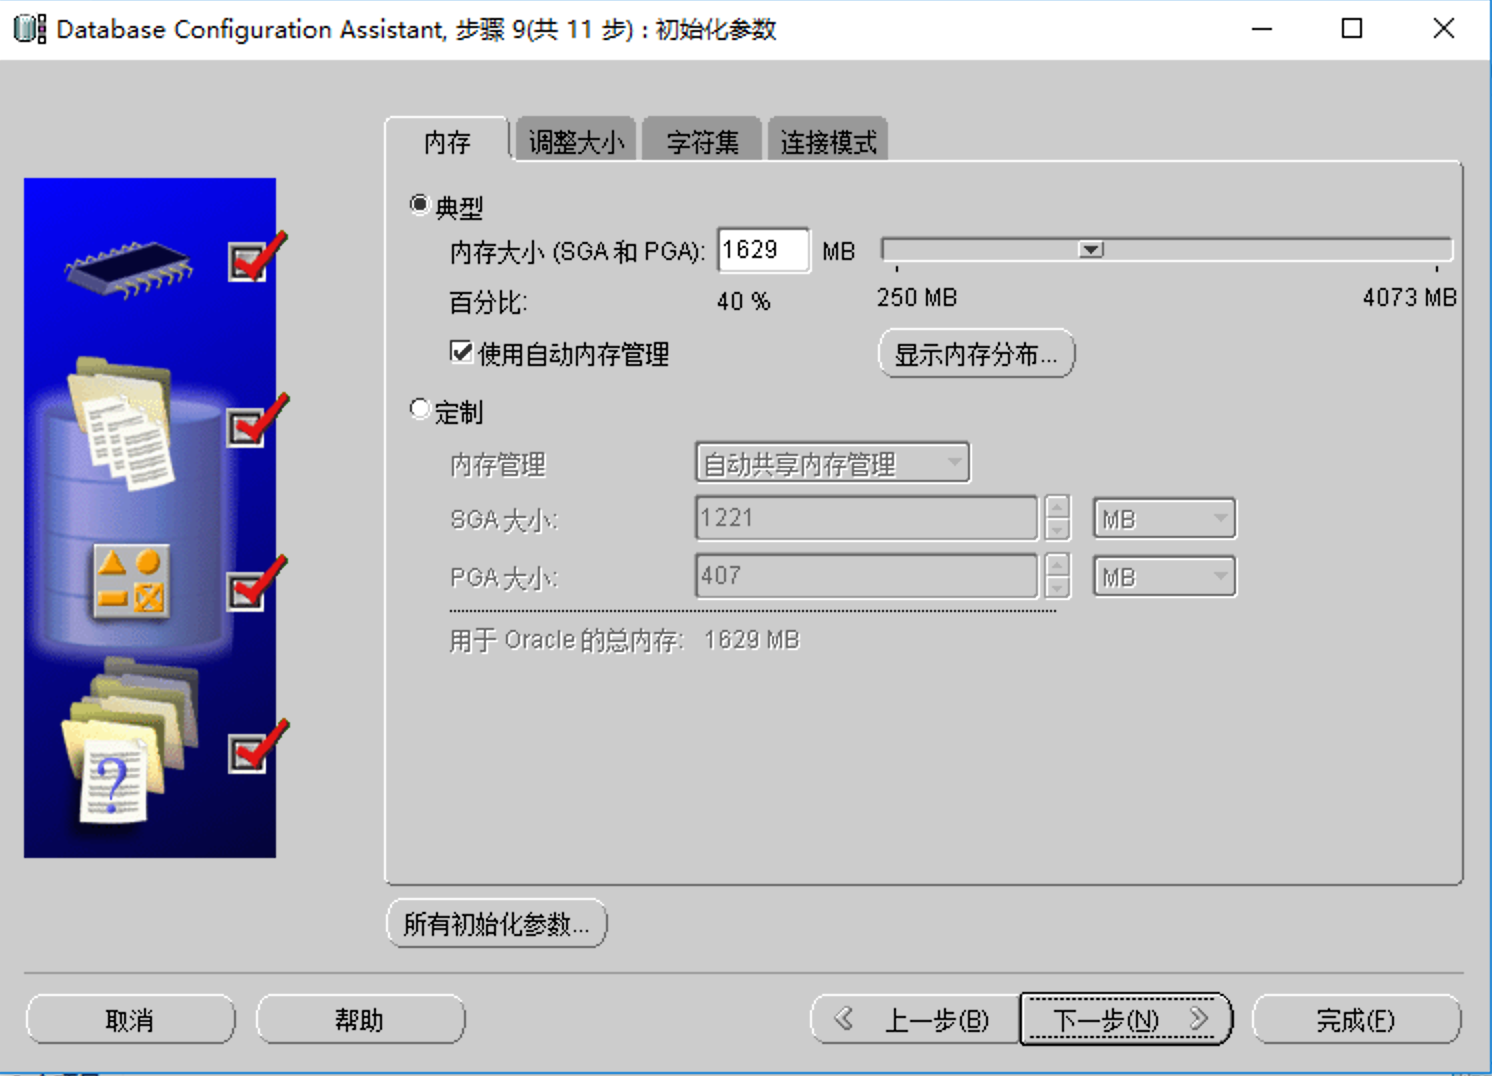 Database Configuration Assistant, 步骤 9(共 11 步) : 初始化参数
内存 调整大小 字符集 连接模式
典型
内存大小 (SGA 和 PGA): 1629 MB
250 MB 4073 MB
百分比: 40 %
使用自动内存管理 显示内存分布...
定制
内存管理 自动共享内存管理
SGA 大小: 1221 MB
PGA 大小: 407 MB
用于 Oracle 的总内存: 1629 MB
?
所有初始化参数...
取消 帮助 上一步(B) 下一步(N) 完成(F)